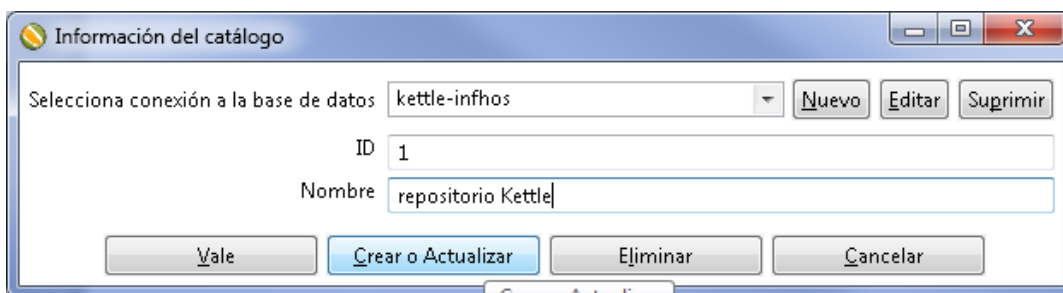 Información del catálogo
Selecciona conexión a la base de datos kettle-infhos Nuevo Editar Suprimir
ID 1
Nombre repositorio Kettle
Vale Crear o Actualizar Eliminar Cancelar